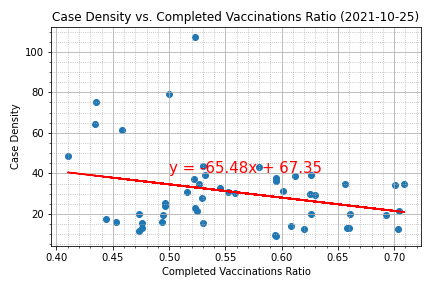 Case Density vs. Completed Vaccinations Ratio (2021-10-25)
Case Density
100
80
60
40
20
y = -65.48x + 67.35
0.40 0.45 0.50 0.55 0.60 0.65 0.70
Completed Vaccinations Ratio